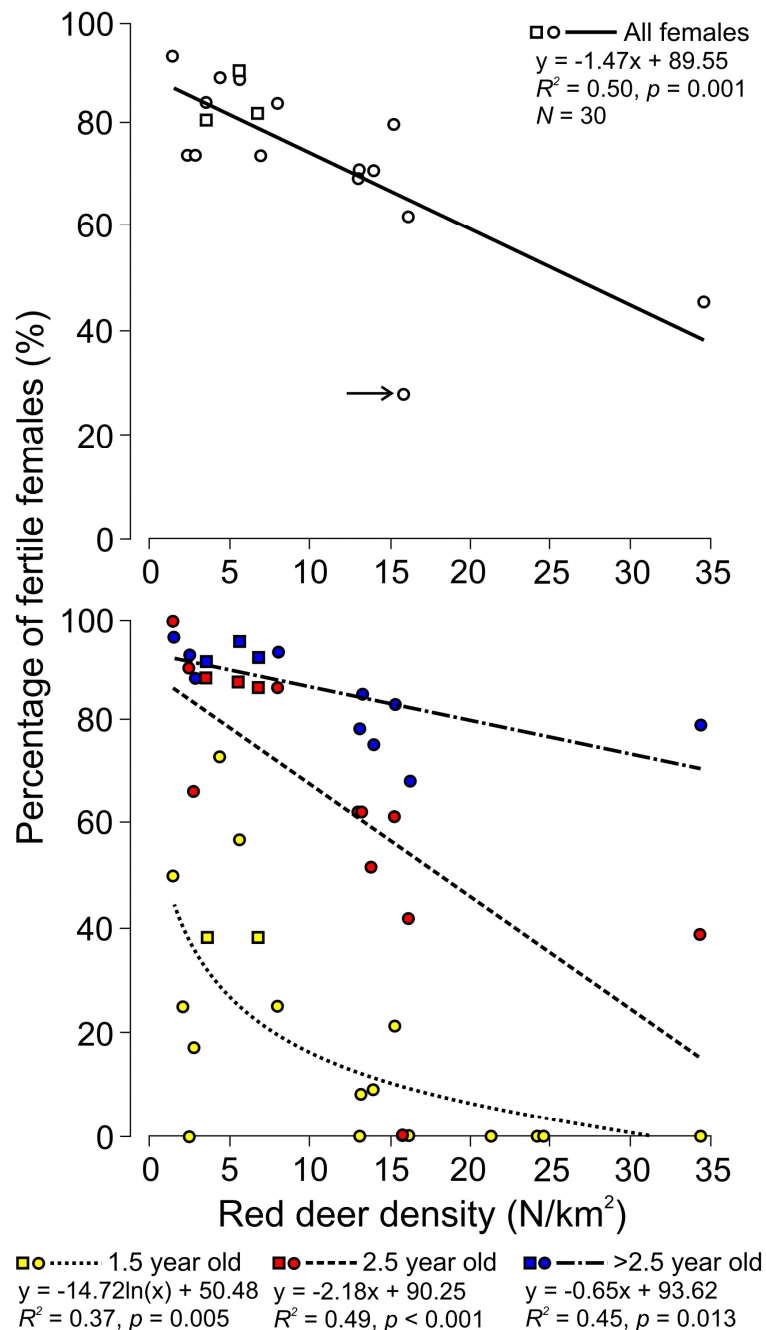 Percentage of fertile females (%)
100
80
60
40
20
0
All females
y = -1.47x + 89.55
R² = 0.50, p = 0.001
N = 30
0 5 10 15 20 25 30 35
100
80
60
40
20
0
0 5 10 15 20 25 30 35
Red deer density (N/km²)
1.5 year old 2.5 year old >2.5 year old
y = -14.72ln(x) + 50.48 y = -2.18x + 90.25 y = -0.65x + 93.62
R² = 0.37, p = 0.005 R² = 0.49, p < 0.001 R² = 0.45, p = 0.013